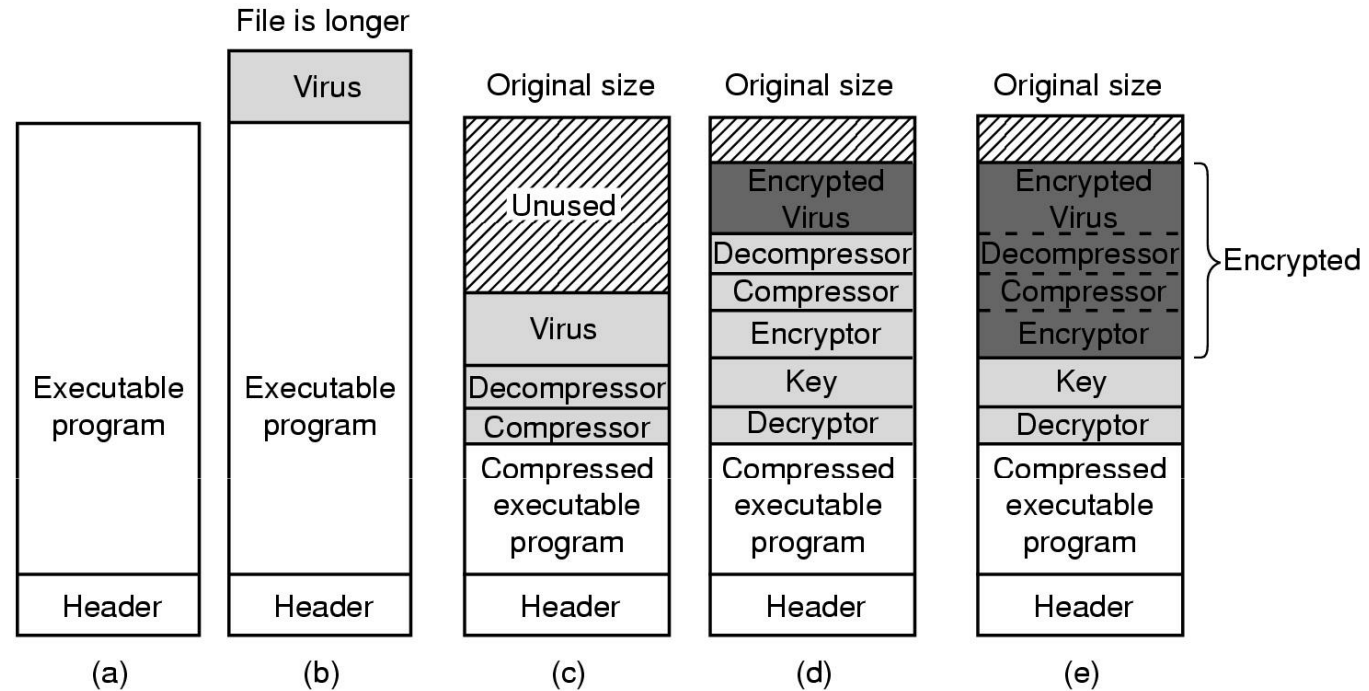 File is longer
Virus
Executable
program
Header
(a)
Executable
program
Header
(b)
Original size
Unused
Virus
Decompressor
Compressor
Compressed
executable
program
Header
(c)
Original size
Encrypted
Virus
Decompressor
Compressor
Encryptor
Key
Decryptor
Compressed
executable
program
Header
(d)
Original size
Encrypted
Virus
Decompressor
Compressor
Encryptor
Key
Decryptor
Compressed
executable
program
Header
(e)
Encrypted